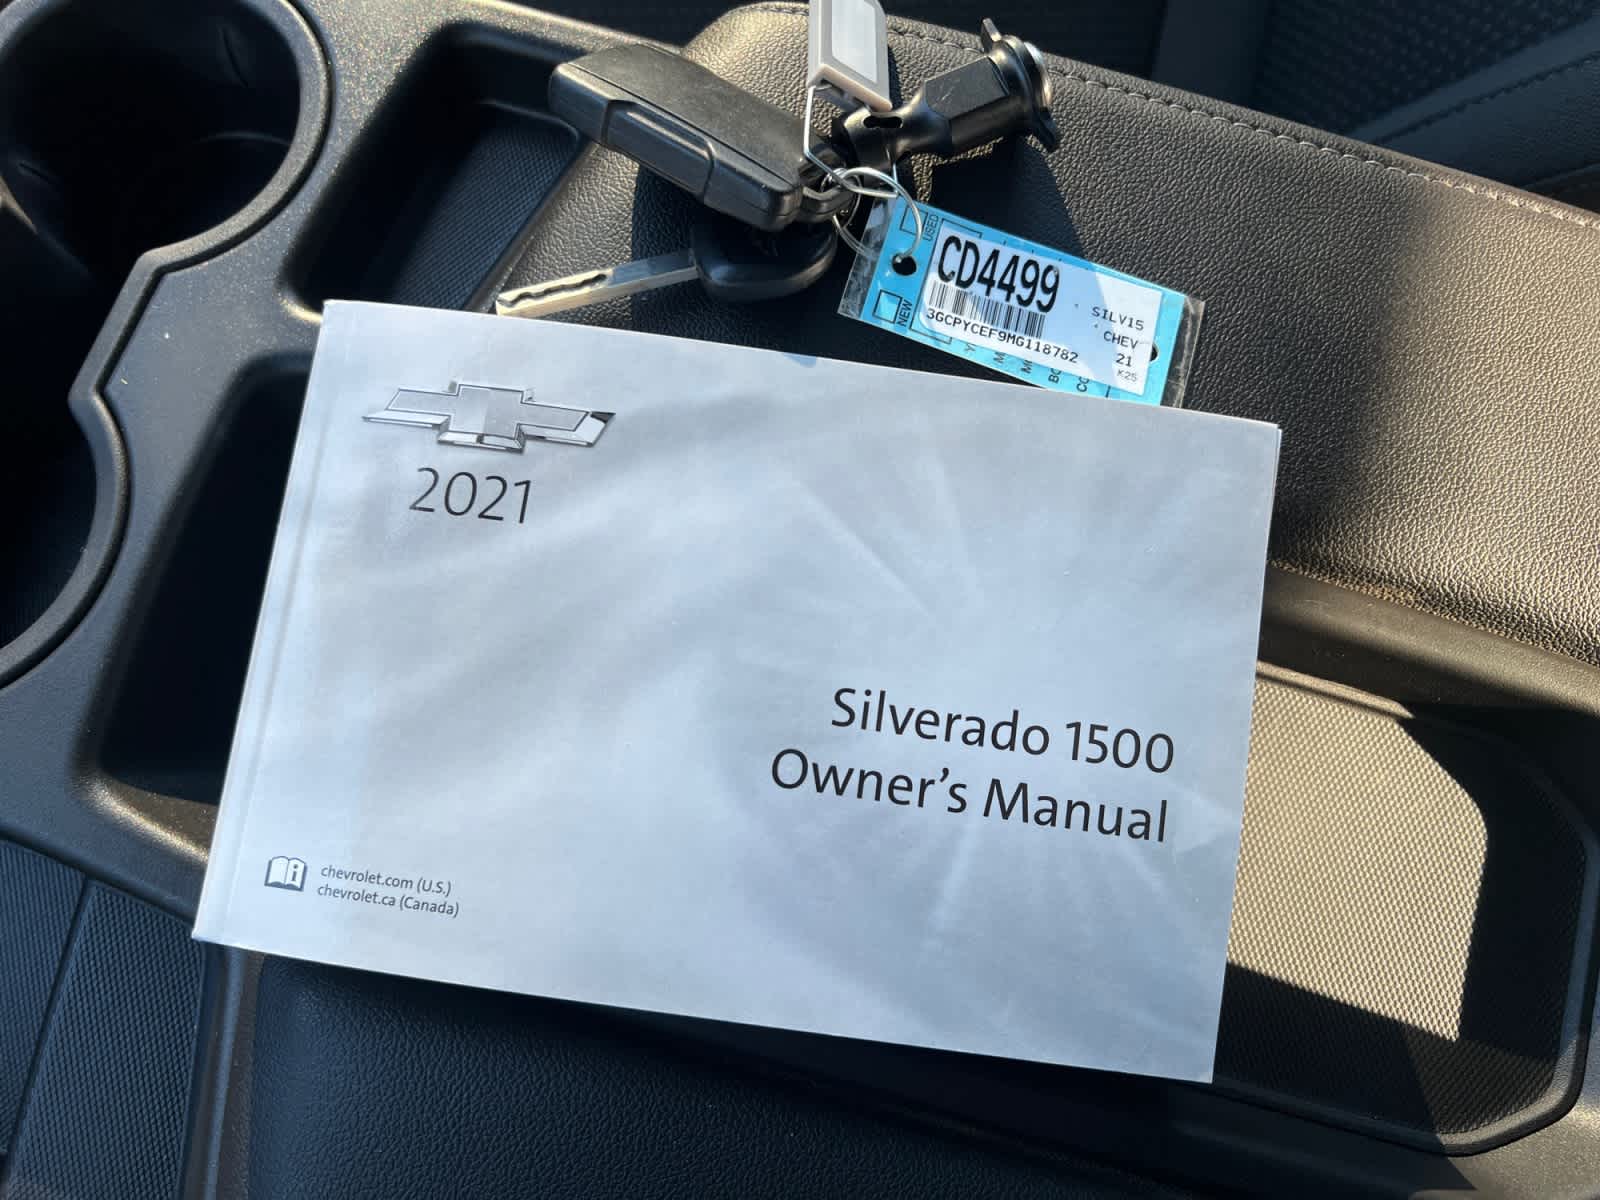 USED
NEW
CD4499
SILV15
3GCPYCEF9MG118782
CHEV
21
K25
2021
Silverado 1500
Owner's Manual
i
chevrolet.com (U.S.)
chevrolet.ca (Canada)